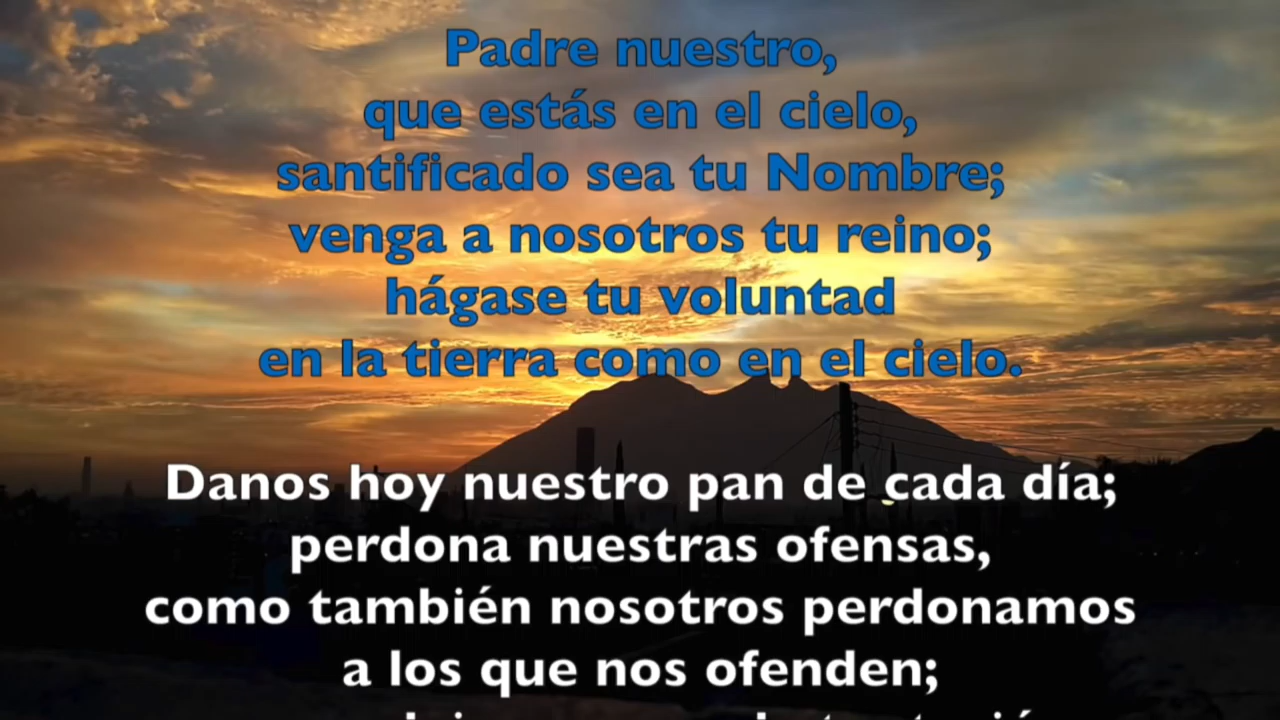 Padre nuestro,
que estás en el cielo,
santificado sea tu Nombre;
venga a nosotros tu reino;
hágase tu voluntad
en la tierra como en el cielo.
Danos hoy nuestro pan de cada día;
perdona nuestras ofensas,
como también nosotros perdonamos
a los que nos ofenden;